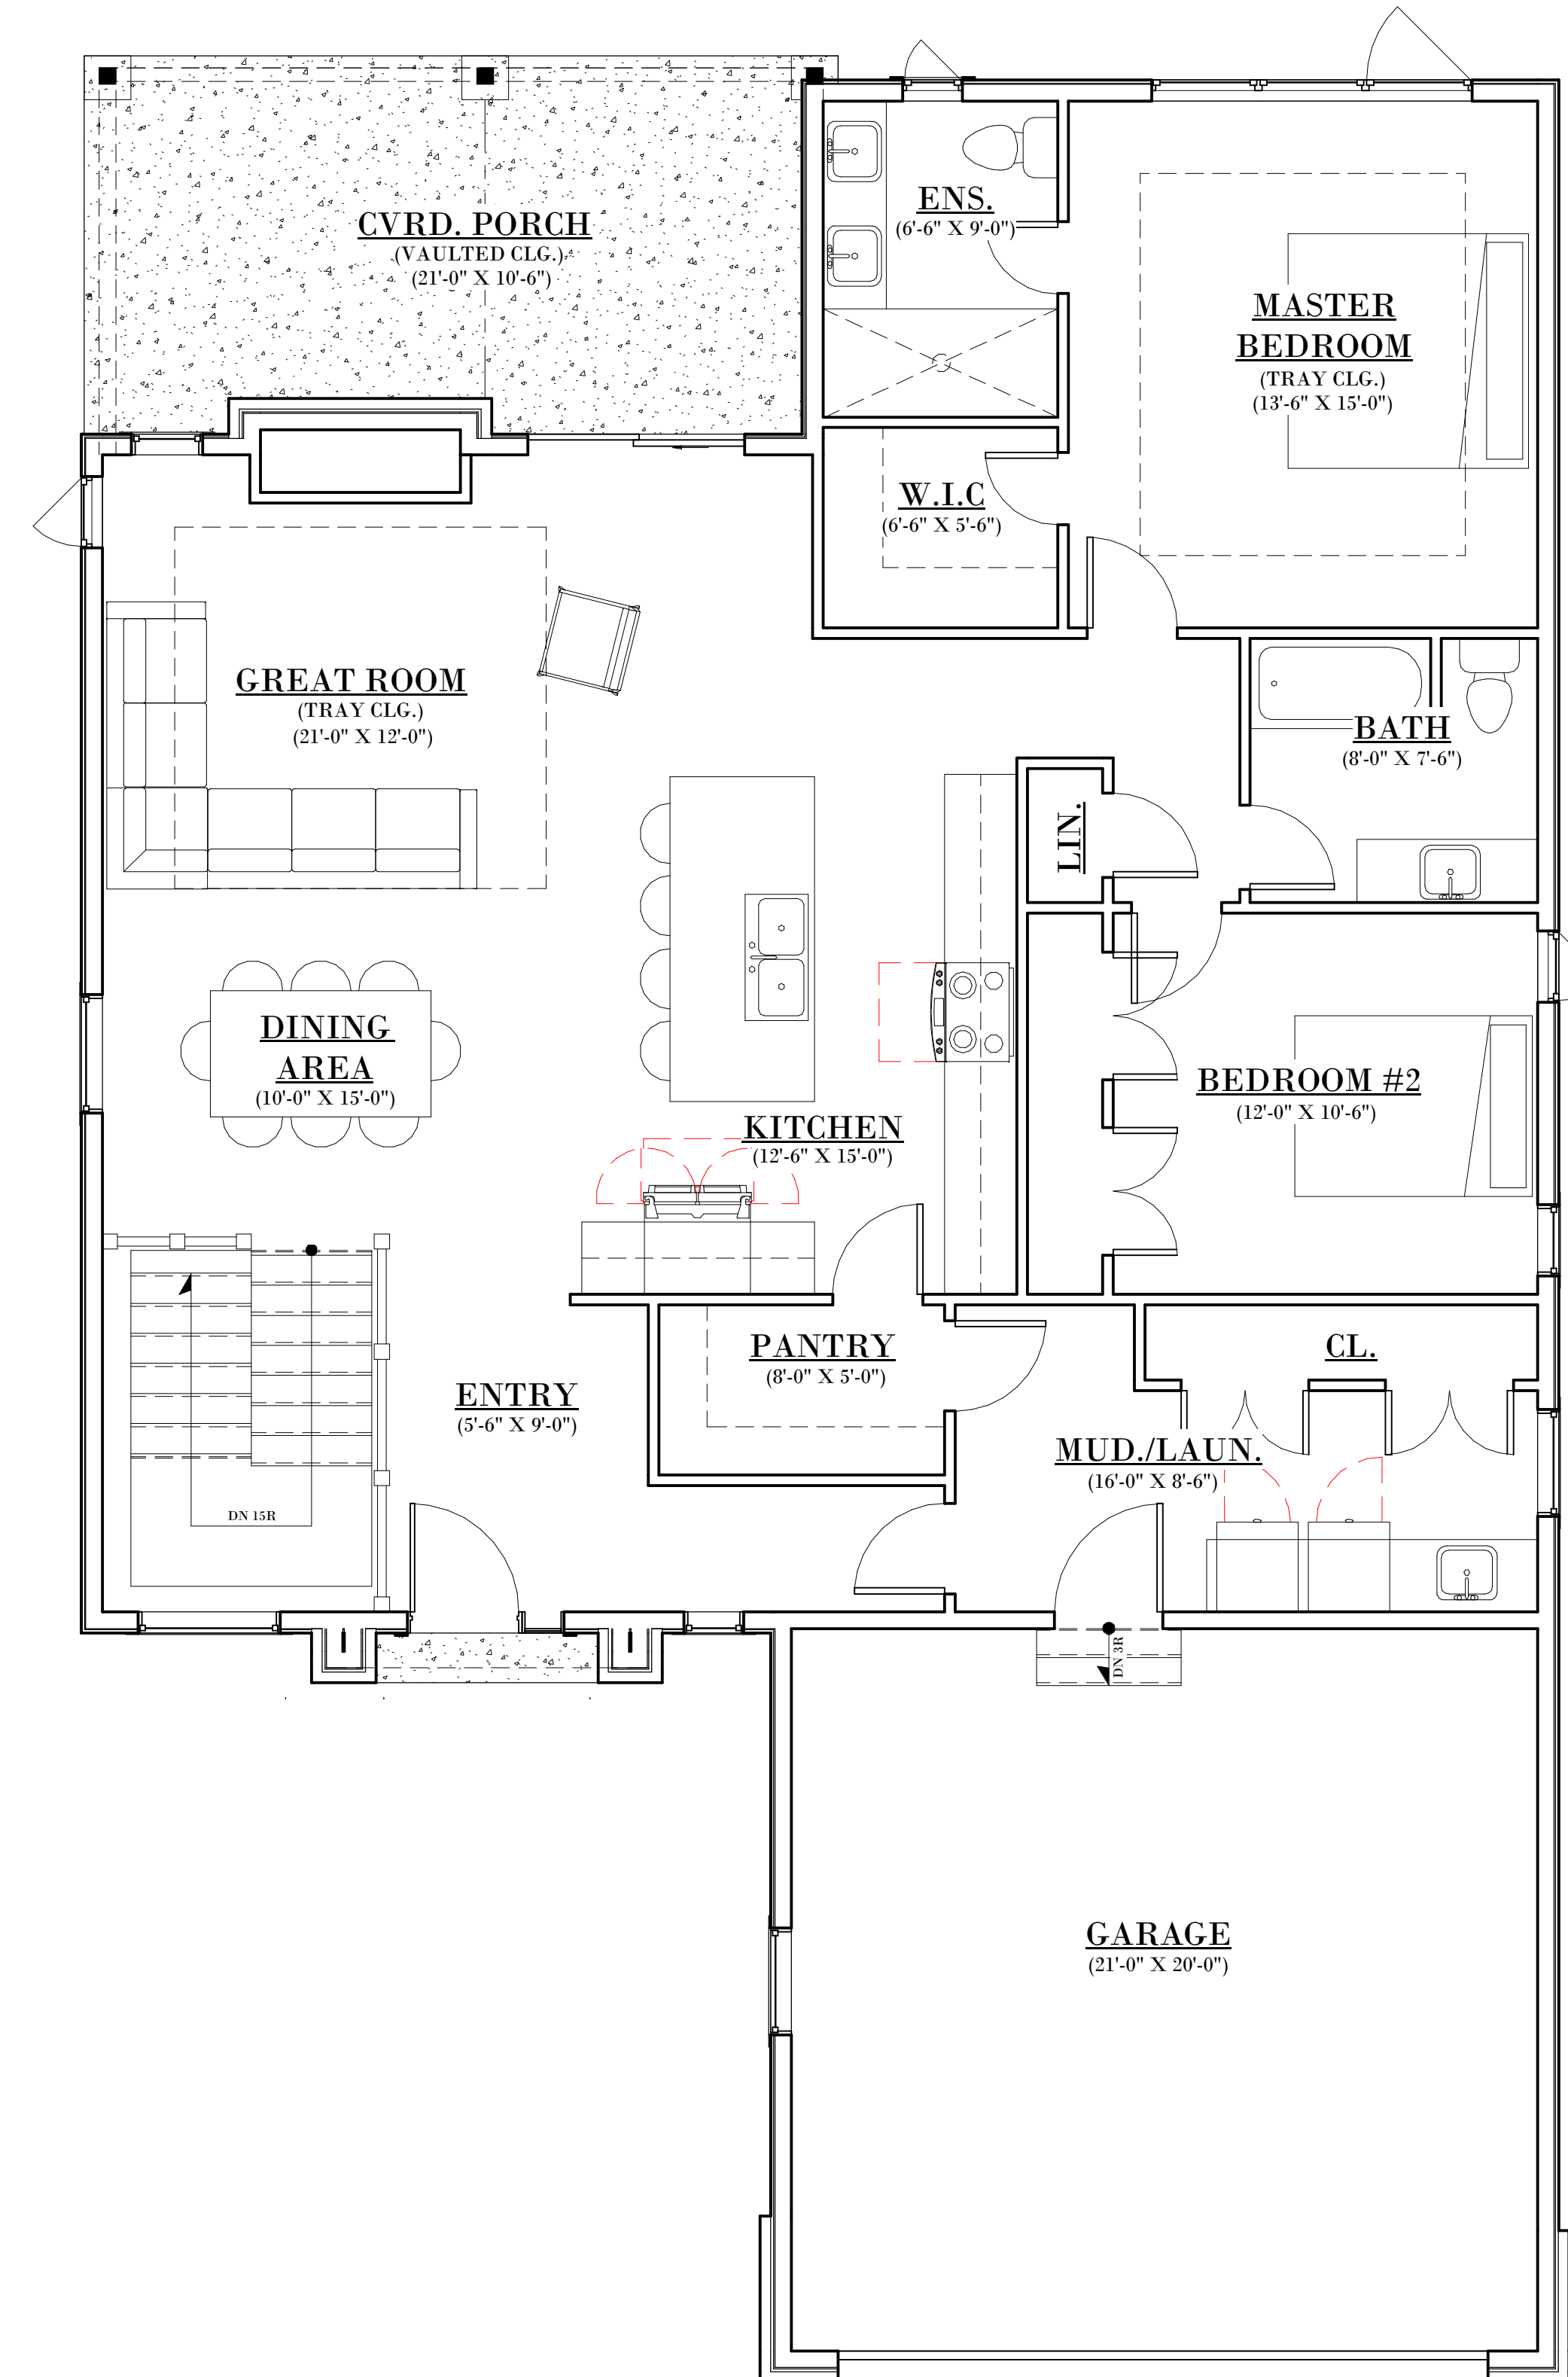 CVRD. PORCH
(VAULTED CLG.)
(21'-0" X 10'-6")
ENS.
(6'-6" X 9'-0")
MASTER
BEDROOM
(TRAY CLG.)
(13'-6" X 15'-0")
W.I.C
(6'-6" X 5'-6")
GREAT ROOM
(TRAY CLG.)
(21'-0" X 12'-0")
BATH
(8'-0" X 7'-6")
LIN.
DINING
AREA
(10'-0" X 15'-0")
KITCHEN
(12'-6" X 15'-0")
BEDROOM #2
(12'-0" X 10'-6")
PANTRY
(8'-0" X 5'-0")
CL.
ENTRY
(5'-6" X 9'-0")
MUD./LAUN.
(16'-0" X 8'-6")
DN 15R
DN 3R
GARAGE
(21'-0" X 20'-0")